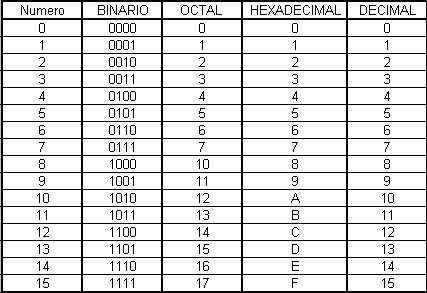 Numero BINARIO OCTAL HEXADECIMAL DECIMAL
0 0000 0 0 0
1 0001 1 1 1
2 0010 2 2 2
3 0011 3 3 3
4 0100 4 4 4
5 0101 5 5 5
6 0110 6 6 6
7 0111 7 7 7
8 1000 10 8 8
9 1001 11 9 9
10 1010 12 A 10
11 1011 13 B 11
12 1100 14 C 12
13 1101 15 D 13
14 1110 16 E 14
15 1111 17 F 15